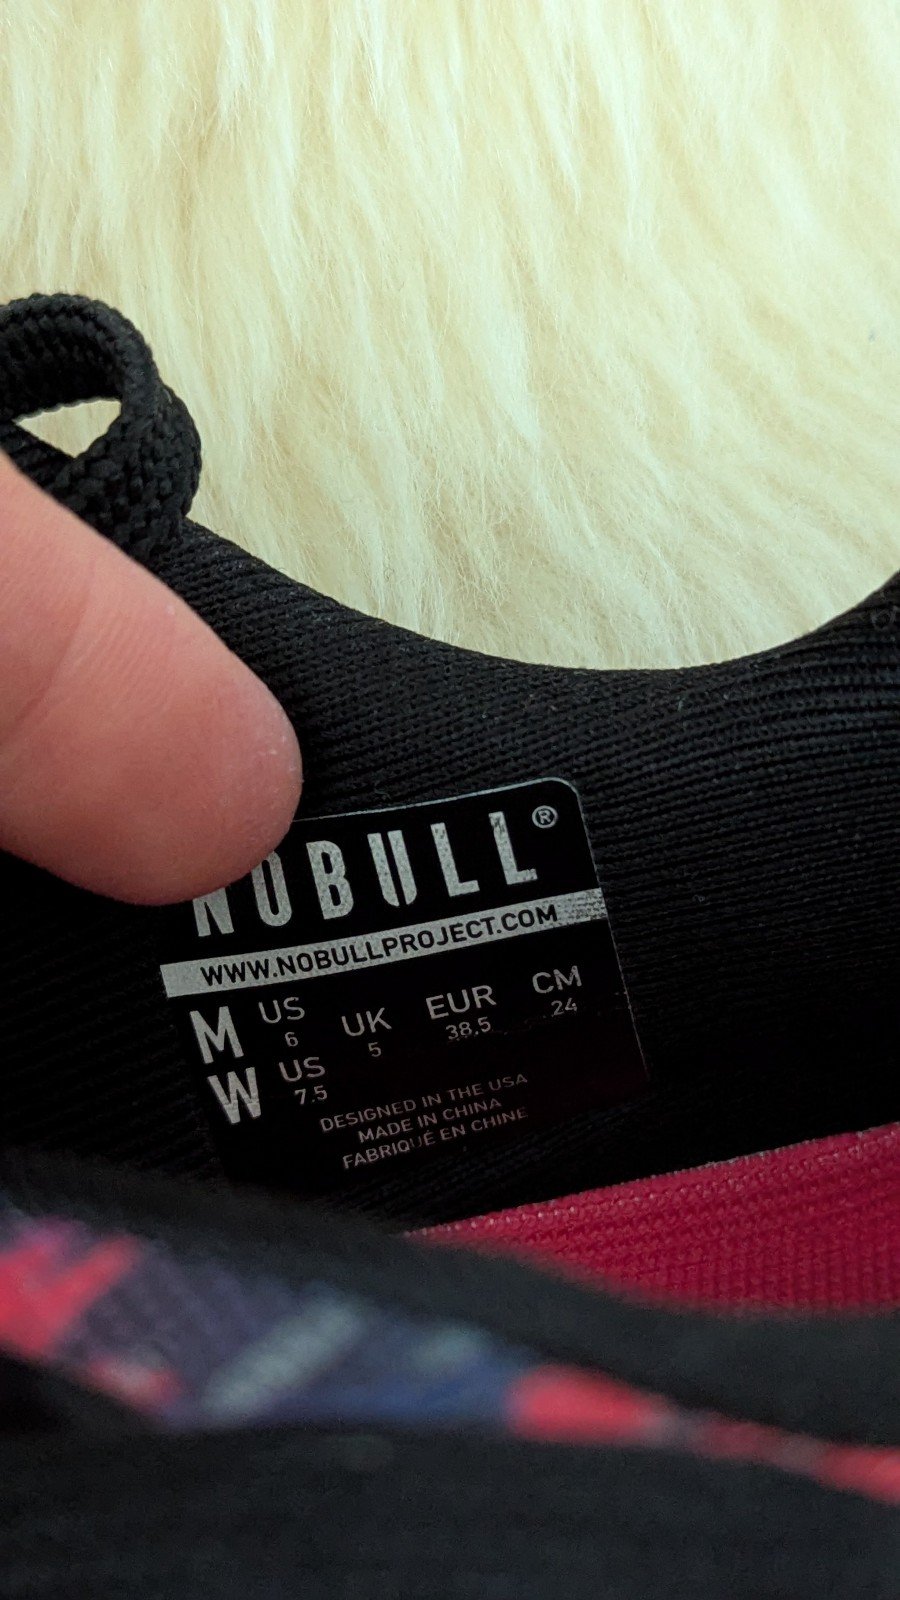 NOBULL®
WWW.NOBULLPROJECT.COM
M US 6 UK 5 EUR 38.5 CM 24
W US 7.5
DESIGNED IN THE USA
MADE IN CHINA
FABRIQUÉ EN CHINE